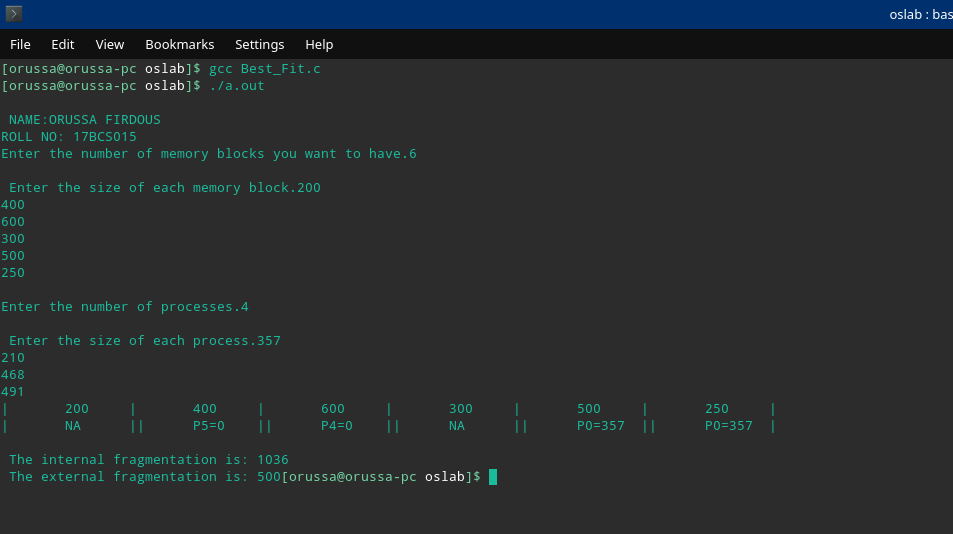 oslab : bas
File Edit View Bookmarks Settings Help
[orussa@orussa-pc oslab]$ gcc Best_Fit.c
[orussa@orussa-pc oslab]$ ./a.out
NAME:ORUSSA FIRDOUS
ROLL NO: 17BCS015
Enter the number of memory blocks you want to have.6
Enter the size of each memory block.200
400
600
300
500
250
Enter the number of processes.4
Enter the size of each process.357
210
468
491
| 200 | 400 | 600 | 300 | 500 | 250 |
| NA || P5=0 || P4=0 || NA || P0=357 || P0=357 |
The internal fragmentation is: 1036
The external fragmentation is: 500[orussa@orussa-pc oslab]$